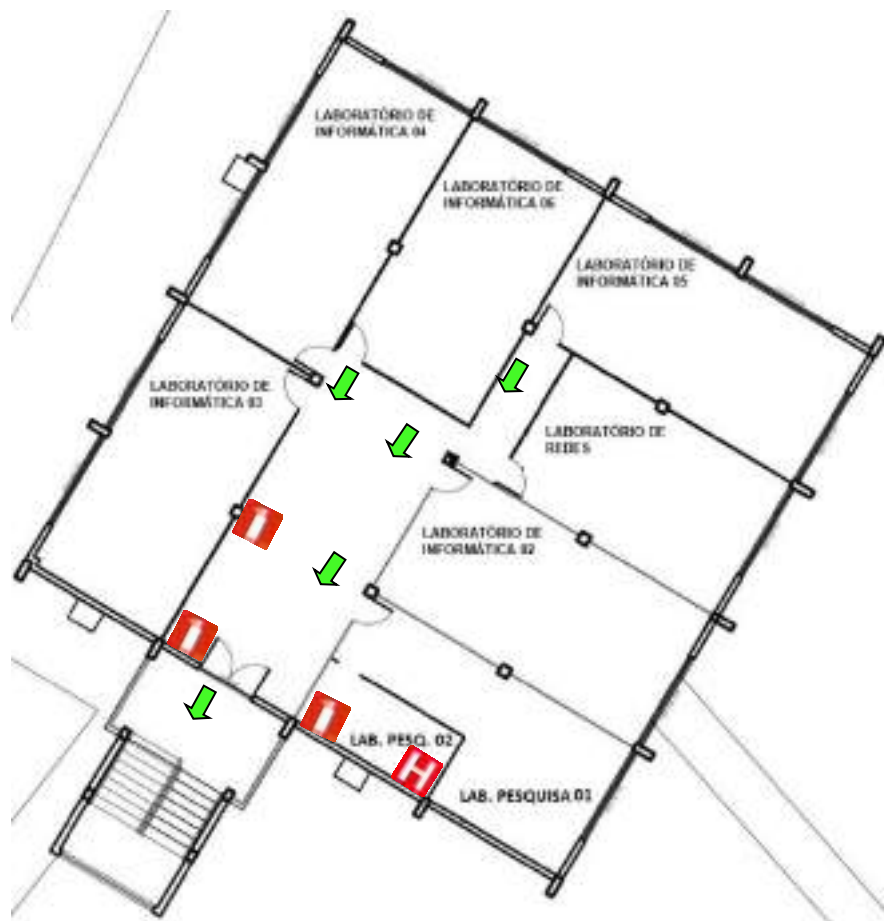 LABORATÓRIO DE
INFORMÁTICA 04
LABORATÓRIO DE
INFORMÁTICA 06
LABORATÓRIO DE
INFORMÁTICA 05
LABORATÓRIO DE
INFORMÁTICA 03
LABORATÓRIO DE
REDES
LABORATÓRIO DE
INFORMÁTICA 02
LAB. PESQ. 02
H
LAB. PESQUISA 01